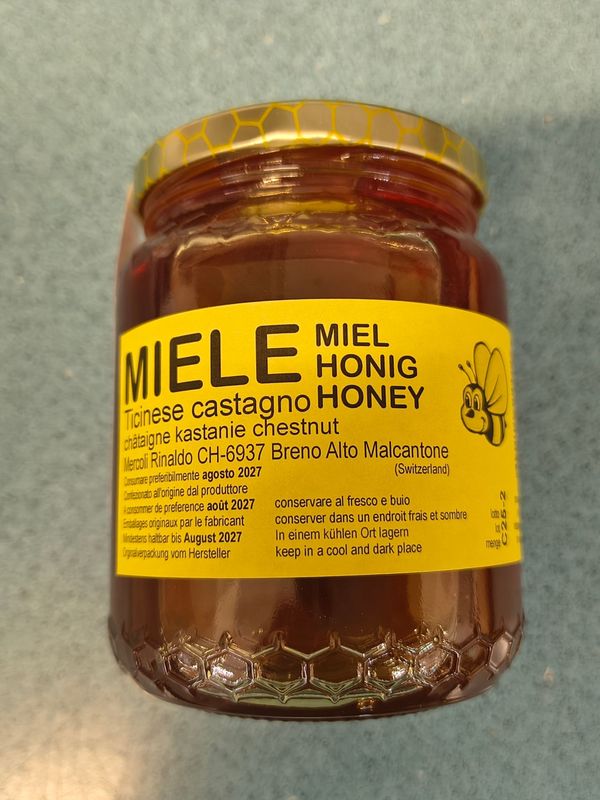 MIELE
MIEL
HONIG
HONEY
Ticinese castagno
châtaigne kastanie chestnut
Mercoli Rinaldo CH-6937 Breno Alto Malcantone
(Switzerland)
Consumare preferibilmente agosto 2027
Confezionato all'origine dal produttore
A consommer de preference août 2027
Emballages originaux par le fabricant
Mindestens haltbar bis August 2027
Originalverpackung vom Hersteller
conservare al fresco e buio
conserver dans un endroit frais et sombre
In einem kühlen Ort lagern
keep in a cool and dark place
lotto
lot
menge